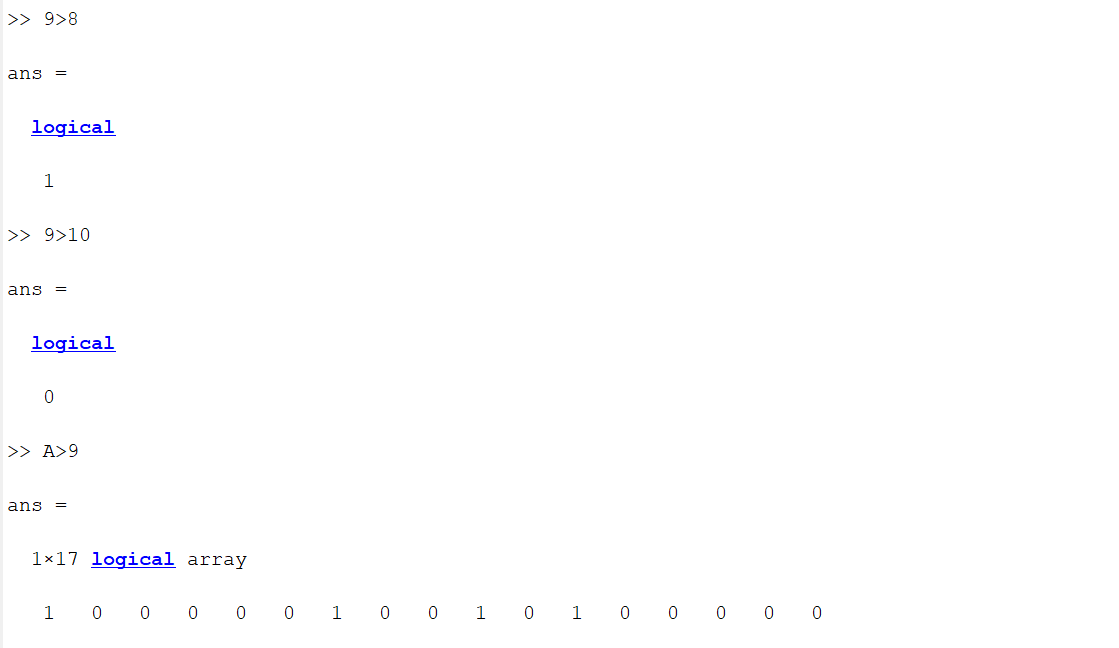 >> 9>8
ans =
logical
1
>> 9>10
ans =
logical
0
>> A>9
ans =
1×17 logical array
1 0 0 0 0 0 1 0 0 1 0 1 0 0 0 0 0